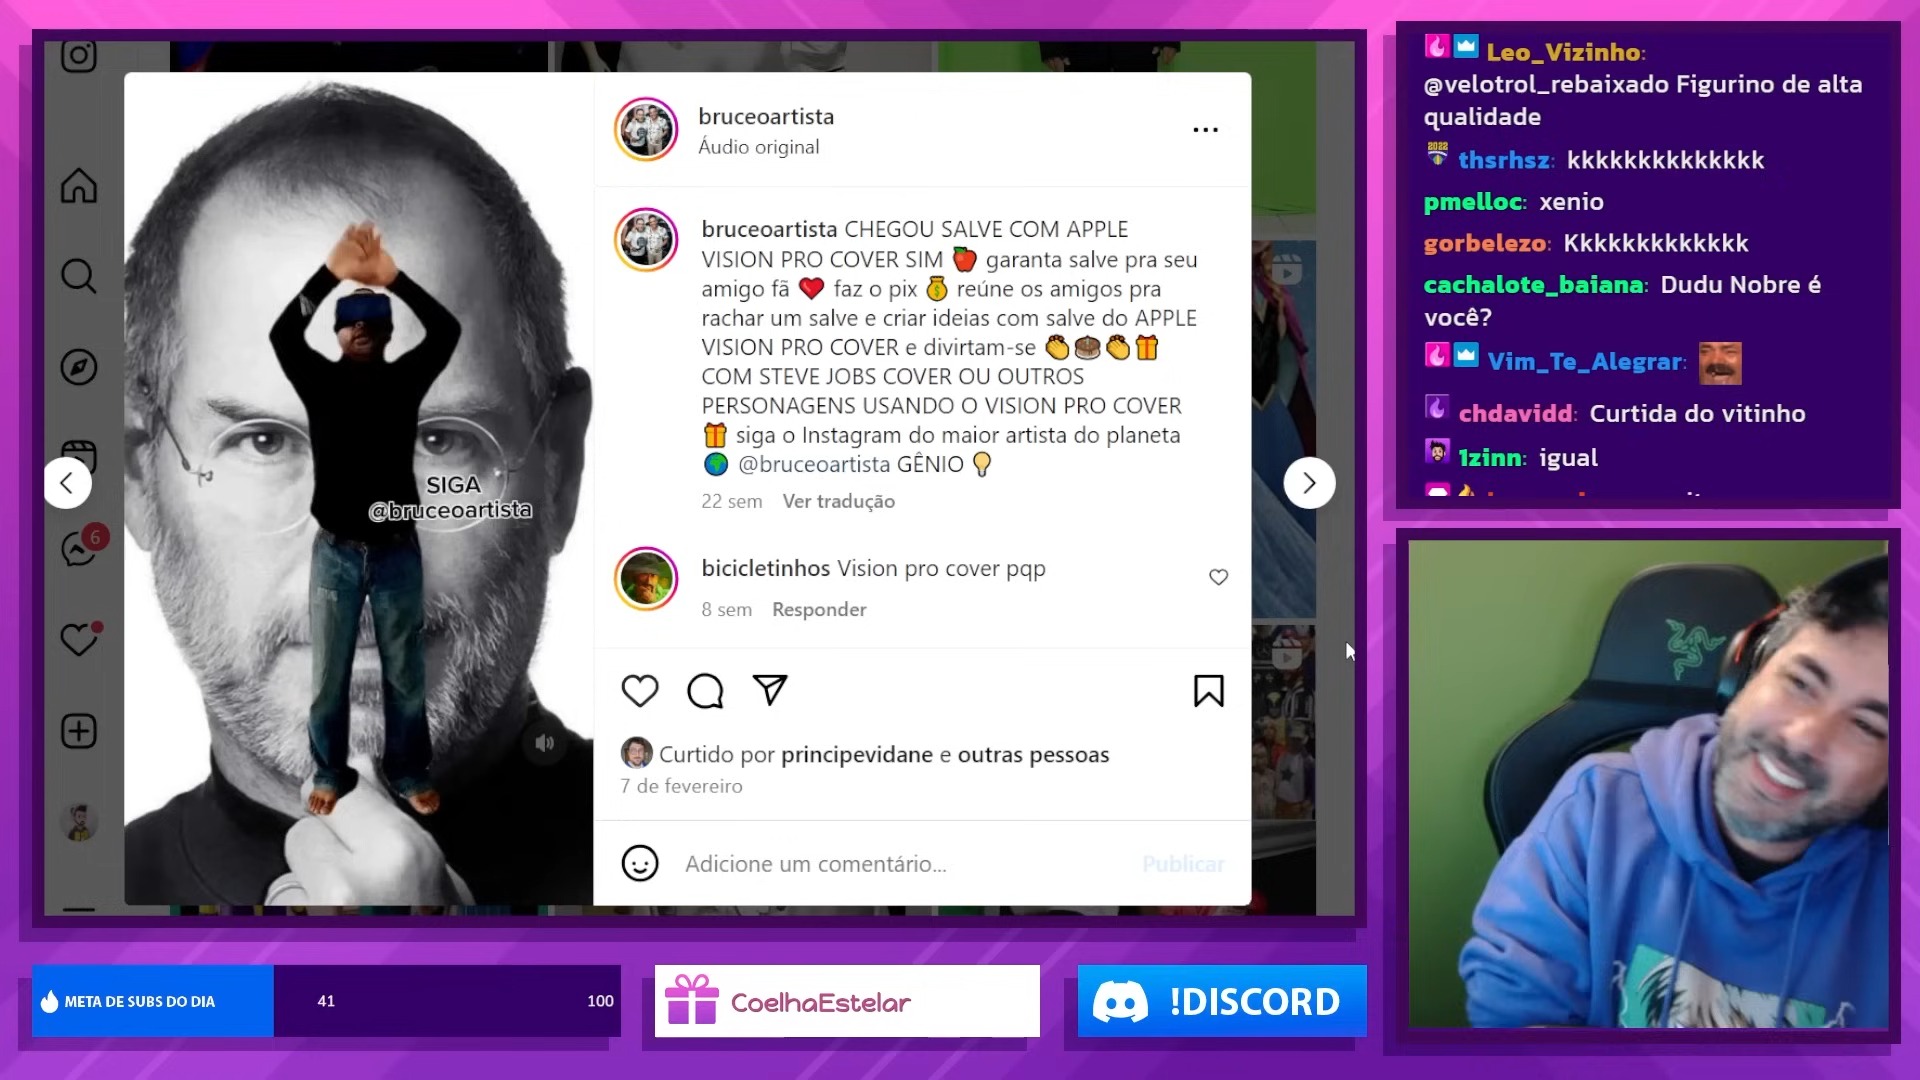 bruceoartista
Áudio original
bruceoartista CHEGOU SALVE COM APPLE
VISION PRO COVER SIM 🍎 garanta salve pra seu
amigo fã ❤️ faz o pix 💰 reúne os amigos pra
rachar um salve e criar ideias com salve do APPLE
VISION PRO COVER e divirtam-se 👏🎂👏🎁
COM STEVE JOBS COVER OU OUTROS
PERSONAGENS USANDO O VISION PRO COVER
🎁 siga o Instagram do maior artista do planeta
🌎 @bruceoartista GÊNIO 💡
22 sem Ver tradução
bicicletinhos Vision pro cover pqp
8 sem Responder
Curtido por principevidane e outras pessoas
7 de fevereiro
Adicione um comentário...
Publicar
SIGA
@bruceoartista
6
Leo_Vizinho:
@velotrol_rebaixado Figurino de alta
qualidade
2022
thsrhsz: kkkkkkkkkkkkkk
pmelloc: xenio
gorbelezo: Kkkkkkkkkkkkk
cachalote_baiana: Dudu Nobre é
você?
Vim_Te_Alegrar:
chdavidd: Curtida do vitinho
1zinn: igual
META DE SUBS DO DIA
41
100
CoelhaEstelar
!DISCORD